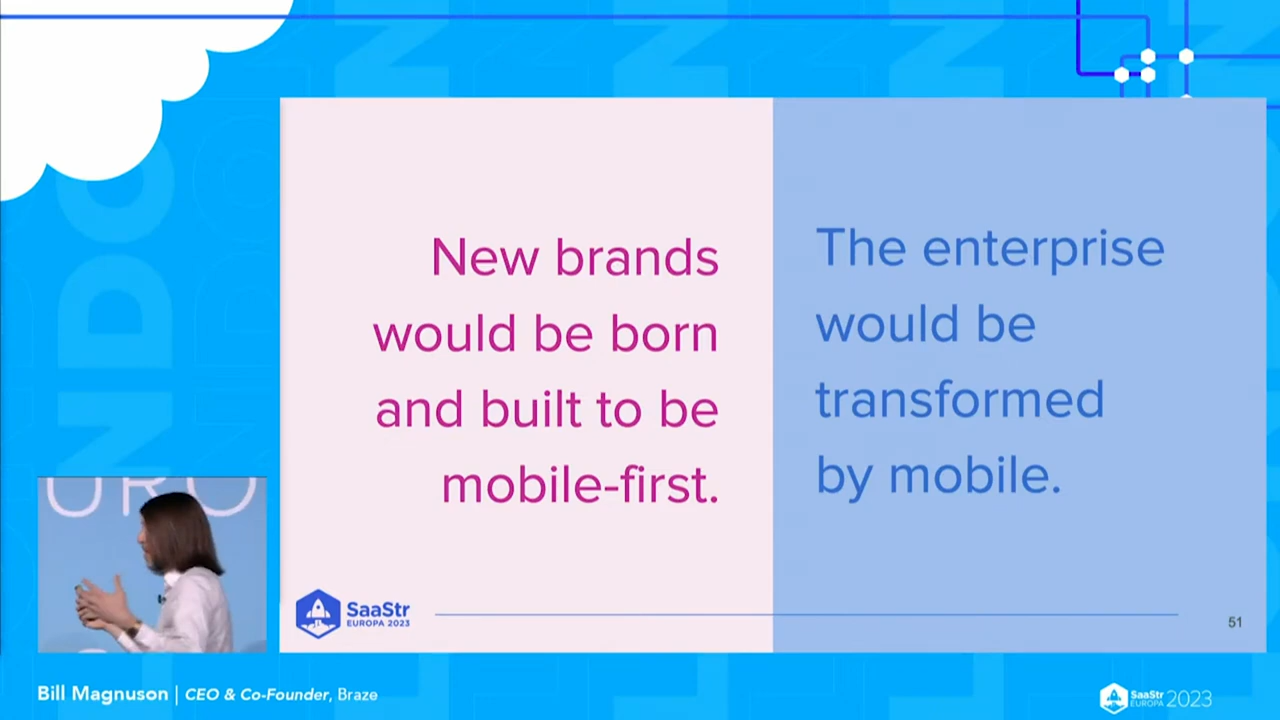 New brands
would be born
and built to be
mobile-first.
The enterprise
would be
transformed
by mobile.
SaaStr
EUROPA 2023
51
Bill Magnuson | CEO & Co-Founder, Braze
SaaStr
EUROPA 2023